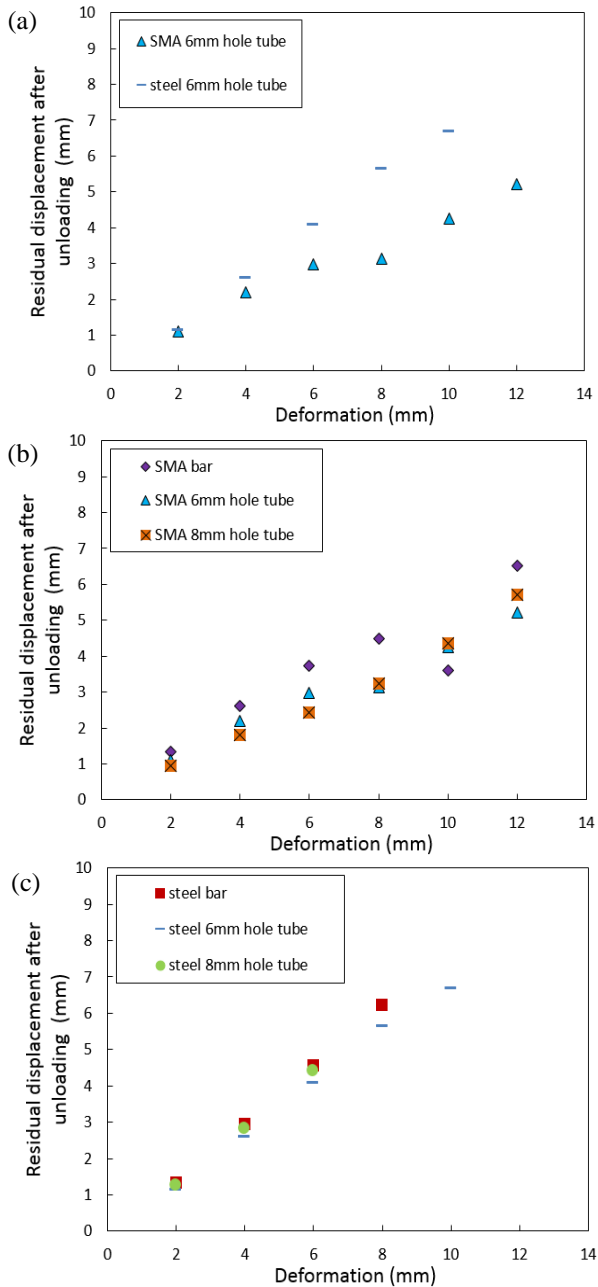 (a)
SMA 6mm hole tube
steel 6mm hole tube
Residual displacement after
unloading (mm)
10
9
8
7
6
5
4
3
2
1
0
0 2 4 6 8 10 12 14
Deformation (mm)
(b)
SMA bar
SMA 6mm hole tube
SMA 8mm hole tube
Residual displacement after
unloading (mm)
10
9
8
7
6
5
4
3
2
1
0
0 2 4 6 8 10 12 14
Deformation (mm)
(c)
steel bar
steel 6mm hole tube
steel 8mm hole tube
Residual displacement after
unloading (mm)
10
9
8
7
6
5
4
3
2
1
0
0 2 4 6 8 10 12 14
Deformation (mm)